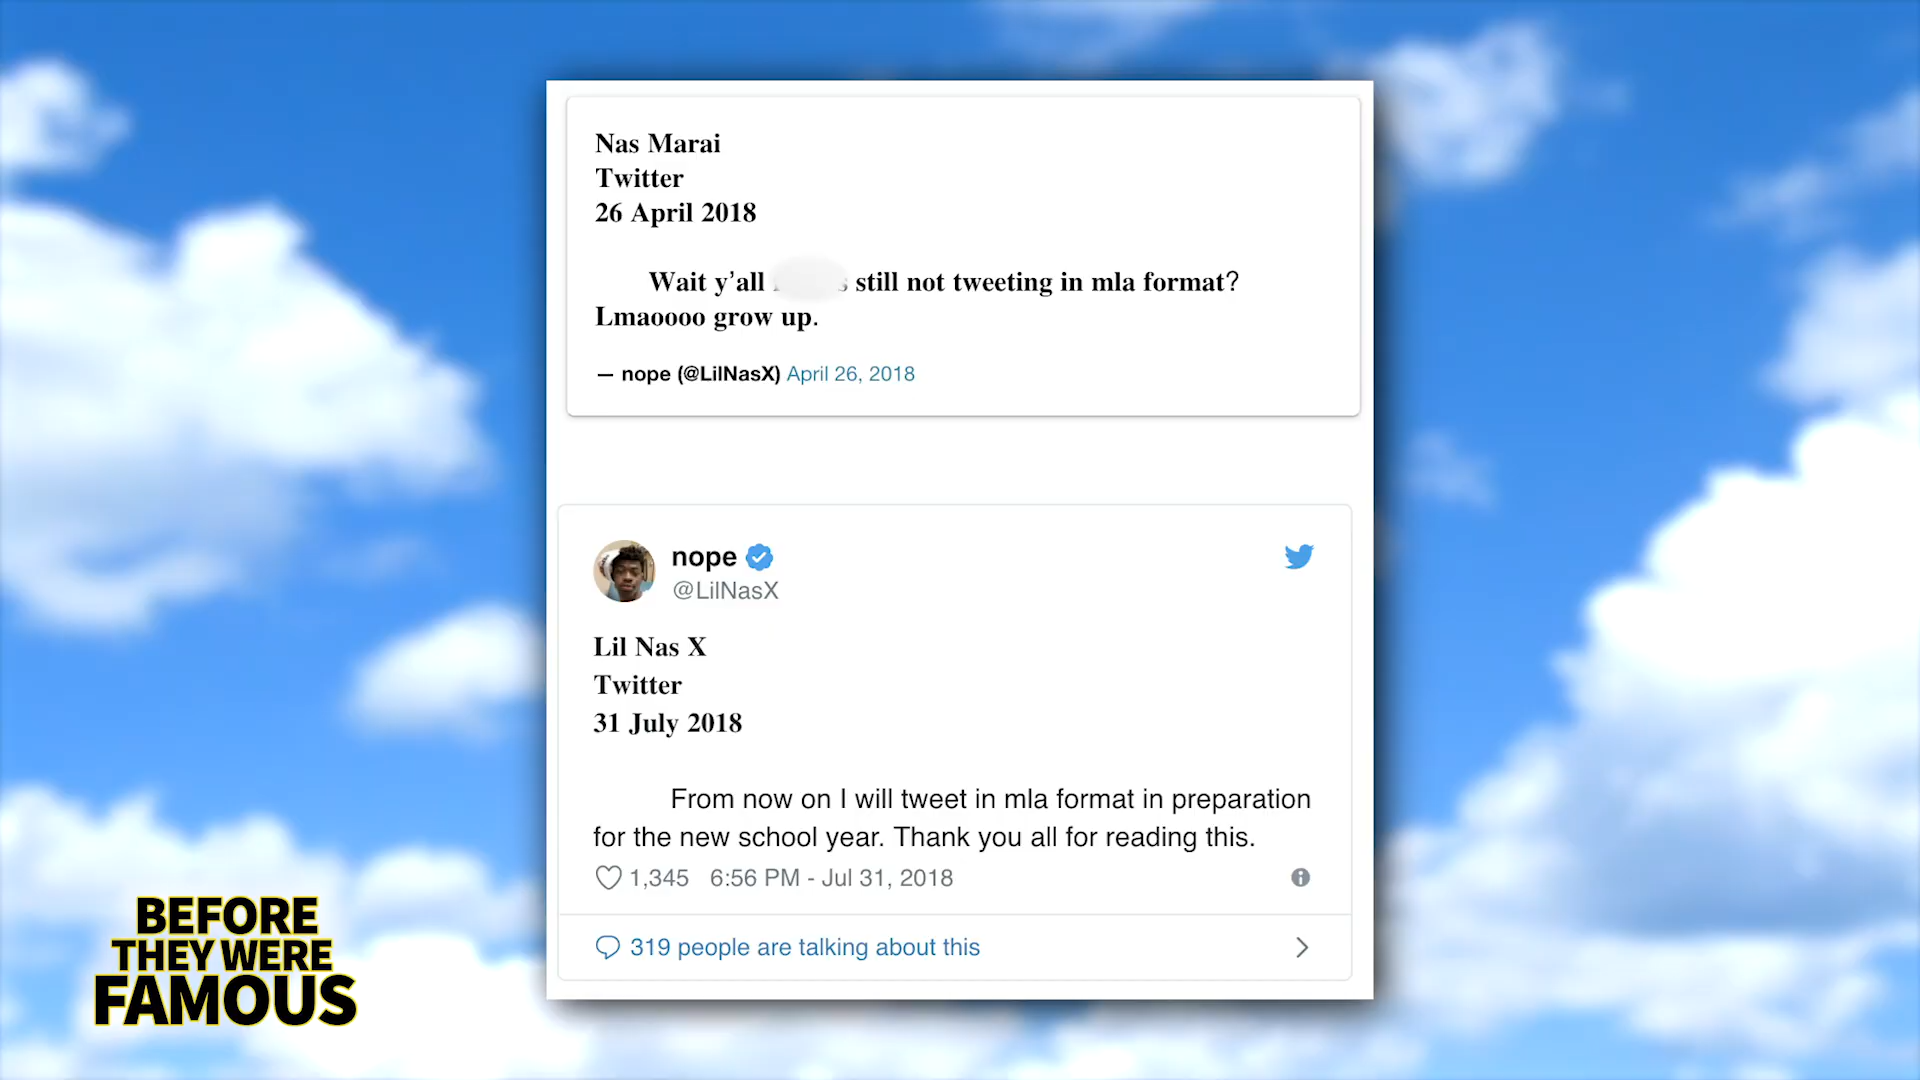 Nas Marai
Twitter
26 April 2018
Wait y'all still not tweeting in mla format?
Lmaoooo grow up.
— nope (@LilNasX) April 26, 2018
nope
@LilNasX
Lil Nas X
Twitter
31 July 2018
From now on I will tweet in mla format in preparation
for the new school year. Thank you all for reading this.
1,345 6:56 PM - Jul 31, 2018
319 people are talking about this
BEFORE
THEY WERE
FAMOUS